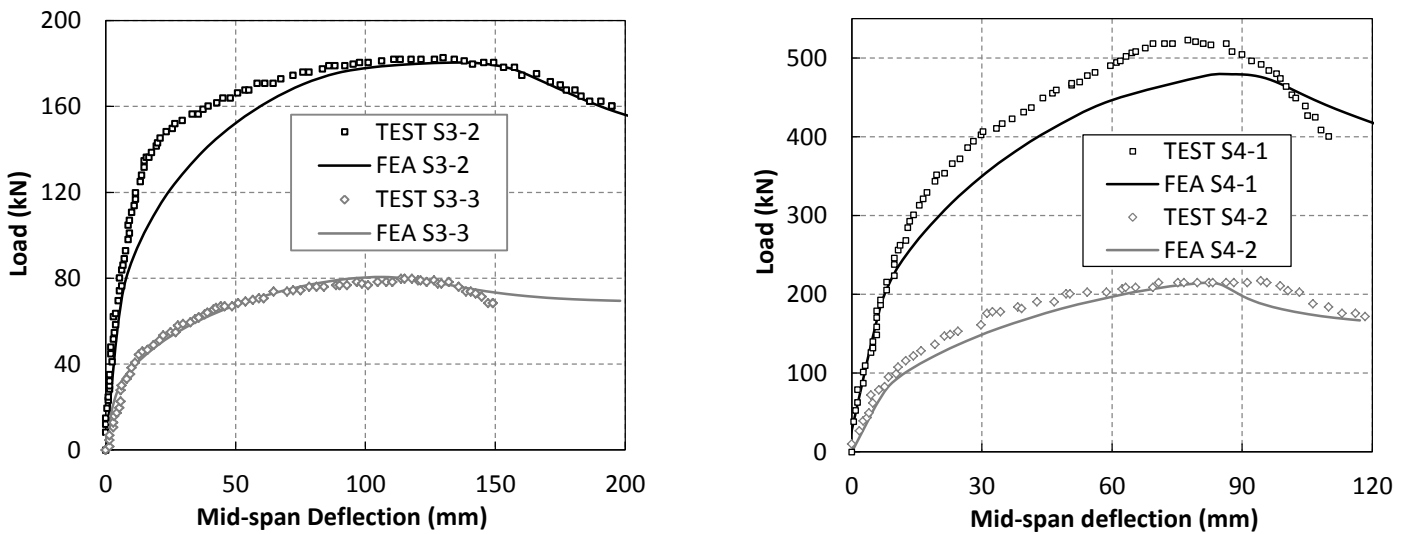 200
160
120
80
40
0
Load (kN)
TEST S3-2
FEA S3-2
TEST S3-3
FEA S3-3
0 50 100 150 200
Mid-span Deflection (mm)
500
400
300
200
100
0
Load (kN)
TEST S4-1
FEA S4-1
TEST S4-2
FEA S4-2
0 30 60 90 120
Mid-span deflection (mm)